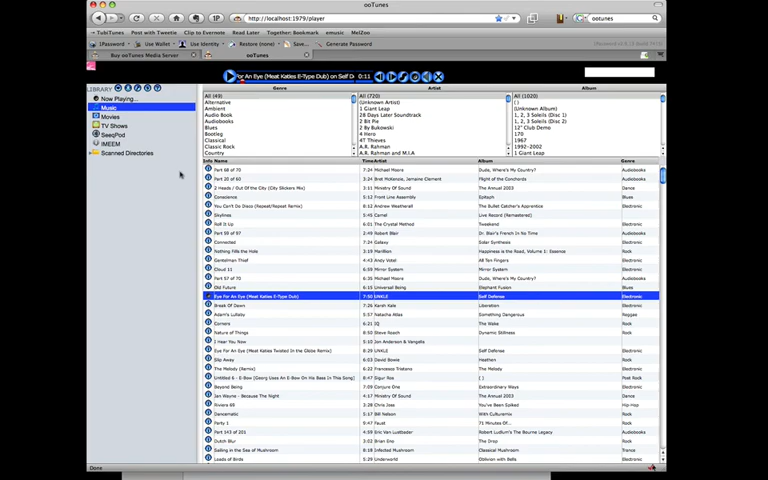 ooTunes
http://localhost:1979/player
ootunes
TubiTunes Post with Tumblr Clip to Evernote Read Later Together: Bookmark emusic MelZoo
1Password Use Wallet Use Identity Restore (none) Save... Generate Password
Buy ooTunes Media Server ooTunes
For An Eye (Meat Katies E-Type Dub) on Self D 0:11
LIBRARY
Now Playing...
Music
Movies
TV Shows
SeeqPod
IMEEM
Scanned Directories
Genre Artist Album
All (49) All (720) All (1020)
Alternative (Unknown Artist) ( )
Ambient 1 Giant Leap (Unknown Album)
Audio Book 28 Days Later Soundtrack 1, 2, 3 Soleils (Disc 1)
Audiobooks 2 Bit Pie 1, 2, 3 Soleils (Disc 2)
Blues 2 By Bukowski 12" Club Demo
Bootleg 4 Hero 170
Classical 4T Thieves 1967
Classic Rock A.R. Rahman 1992-2002
Country A.R. Rahman and M.I.A 1 Giant Leap
Info Name Time Artist Album Genre
Part 68 of 70 7:24 Michael Moore Dude, Where's My Country? Audiobooks
Part 20 of 60 3:24 Bret McKenzie, Jemaine Clement Flight of the Conchords
2 Heads / Out Of the City (City Slickers Mix) 3:11 Ministry Of Sound The Annual 2003 Dance
Conscience 5:12 Front Line Assembly Epitaph Blues
You Can't Do Disco (Repeat/Repeat Remix) 8:12 Andrew Weatherall The Bullet Catcher's Apprentice Electronic
Skylines 5:45 Camel Live Record (Remastered)
Roll It Up 6:01 The Crystal Method Tweekend Electronic
Part 59 of 97 2:49 Robert Blair Dr. Blair's French In No Time Audiobooks
Connected 7:24 Galaxy Solar Synthesis Electronic
Nothing Fills the Hole 3:19 Marillion Happiness is the Road, Volume 1: Essence Rock
Gentleman Thief 4:43 Andy Votel All Ten Fingers Electronic
Cloud 11 6:09 Mirror System Mirror System Electronic
Part 57 of 70 6:35 Michael Moore Dude, Where's My Country? Audiobooks
Old Future 6:15 Universal Being Elephant Fusion Blues
Eye For An Eye (Meat Katies E-Type Dub) 7:50 UNKLE Self Defense Electronic
Break Of Dawn 7:26 Karsh Kale Liberation Electronic
Adam's Lullaby 5:57 Natacha Atlas Something Dangerous Reggae
Corners 6:21 IQ The Wake Rock
Nature of Things 8:50 Steve Roach Dynamic Stillness Rock
I Hear You Now 5:10 Jon Anderson & Vangelis
Eye For An Eye (Meat Katies Twisted In the Globe Remix) 8:29 UNKLE Self Defense Electronic
Slip Away 6:03 David Bowie Heathen Rock
The Melody (Remix) 4:22 Francesco Tristano The Melody Electronic
Untitled 6 - E-Bow (Georg Uses An E-Bow On His Bass In This Song) 8:47 Sigur Ros ( ) Post Rock
Beyond Being 7:09 Conjure One Extraordinary Ways Electronic
Jan Wayne - Because The Night 4:17 Ministry Of Sound The Annual 2003 Dance
Riviera 69 3:28 Chris Joss You've Been Spiked Hip-Hop
Dancematic 5:17 Bill Nelson With Culturemix Rock
Party 1 9:47 Faust 71 Minutes Of... Rock
Part 143 of 201 4:59 Eric Van Lustbader Robert Ludlum's The Bourne Legacy Audiobooks
Dutch Blur 3:02 Brian Eno The Drop Rock
Sailing in the Sea of Mushroom 8:10 Infected Mushroom Classical Mushroom Trance
Loads of Birds 5:29 Underworld Oblivion with Bells Electronic
Done